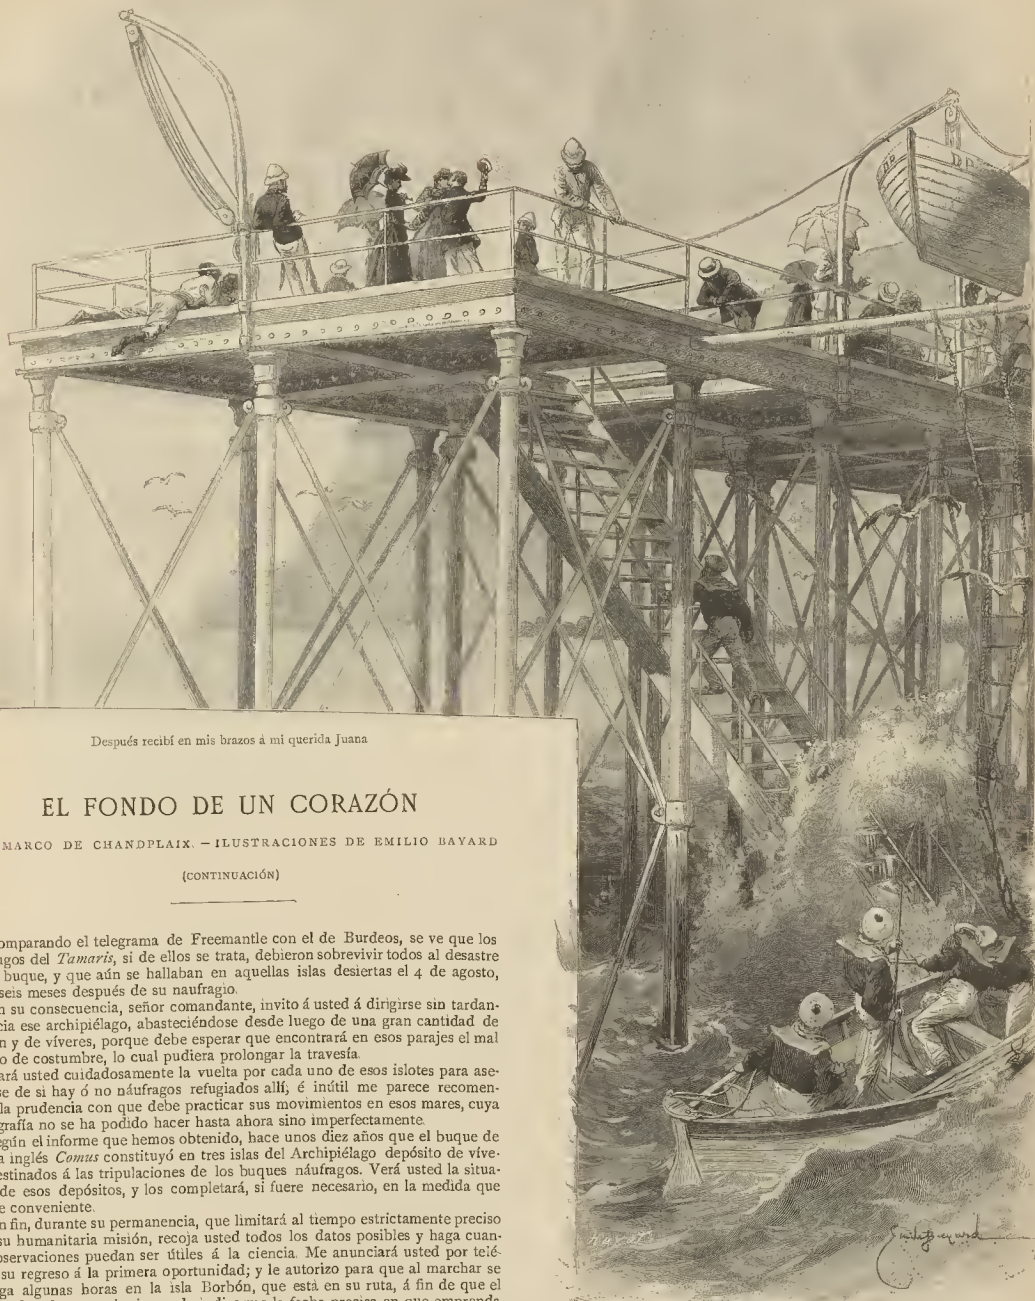 Después recibí en mis brazos á mi querida Juana
EL FONDO DE UN CORAZÓN
MARCO DE CHANDPLAIX. — ILUSTRACIONES DE EMILIO BAYARD
(CONTINUACIÓN)
omparando el telegrama de Freemantle con el de Burdeos, se ve que los
gos del Tamaris, si de ellos se trata, debieron sobrevivir todos al desastre
buque, y que aún se hallaban en aquellas islas desiertas el 4 de agosto,
seis meses después de su naufragio.
n su consecuencia, señor comandante, invito á usted á dirigirse sin tardan-
cia ese archipiélago, abasteciéndose desde luego de una gran cantidad de
n y de víveres, porque debe esperar que encontrará en esos parajes el mal
o de costumbre, lo cual pudiera prolongar la travesía.
ará usted cuidadosamente la vuelta por cada uno de esos islotes para ase-
se de si hay ó no náufragos refugiados allí; é inútil me parece recomen-
la prudencia con que debe practicar sus movimientos en esos mares, cuya
grafía no se ha podido hacer hasta ahora sino imperfectamente.
egún el informe que hemos obtenido, hace unos diez años que el buque de
a inglés Comus constituyó en tres islas del Archipiélago depósito de víve-
estinados á las tripulaciones de los buques náufragos. Verá usted la situa-
de esos depósitos, y los completará, si fuere necesario, en la medida que
e conveniente.
n fin, durante su permanencia, que limitará al tiempo estrictamente preciso
su humanitaria misión, recoja usted todos los datos posibles y haga cuan-
bservaciones puedan ser útiles á la ciencia. Me anunciará usted por telé-
su regreso á la primera oportunidad; y le autorizo para que al marchar se
ga algunas horas en la isla Borbón, que está en su ruta, á fin de que el